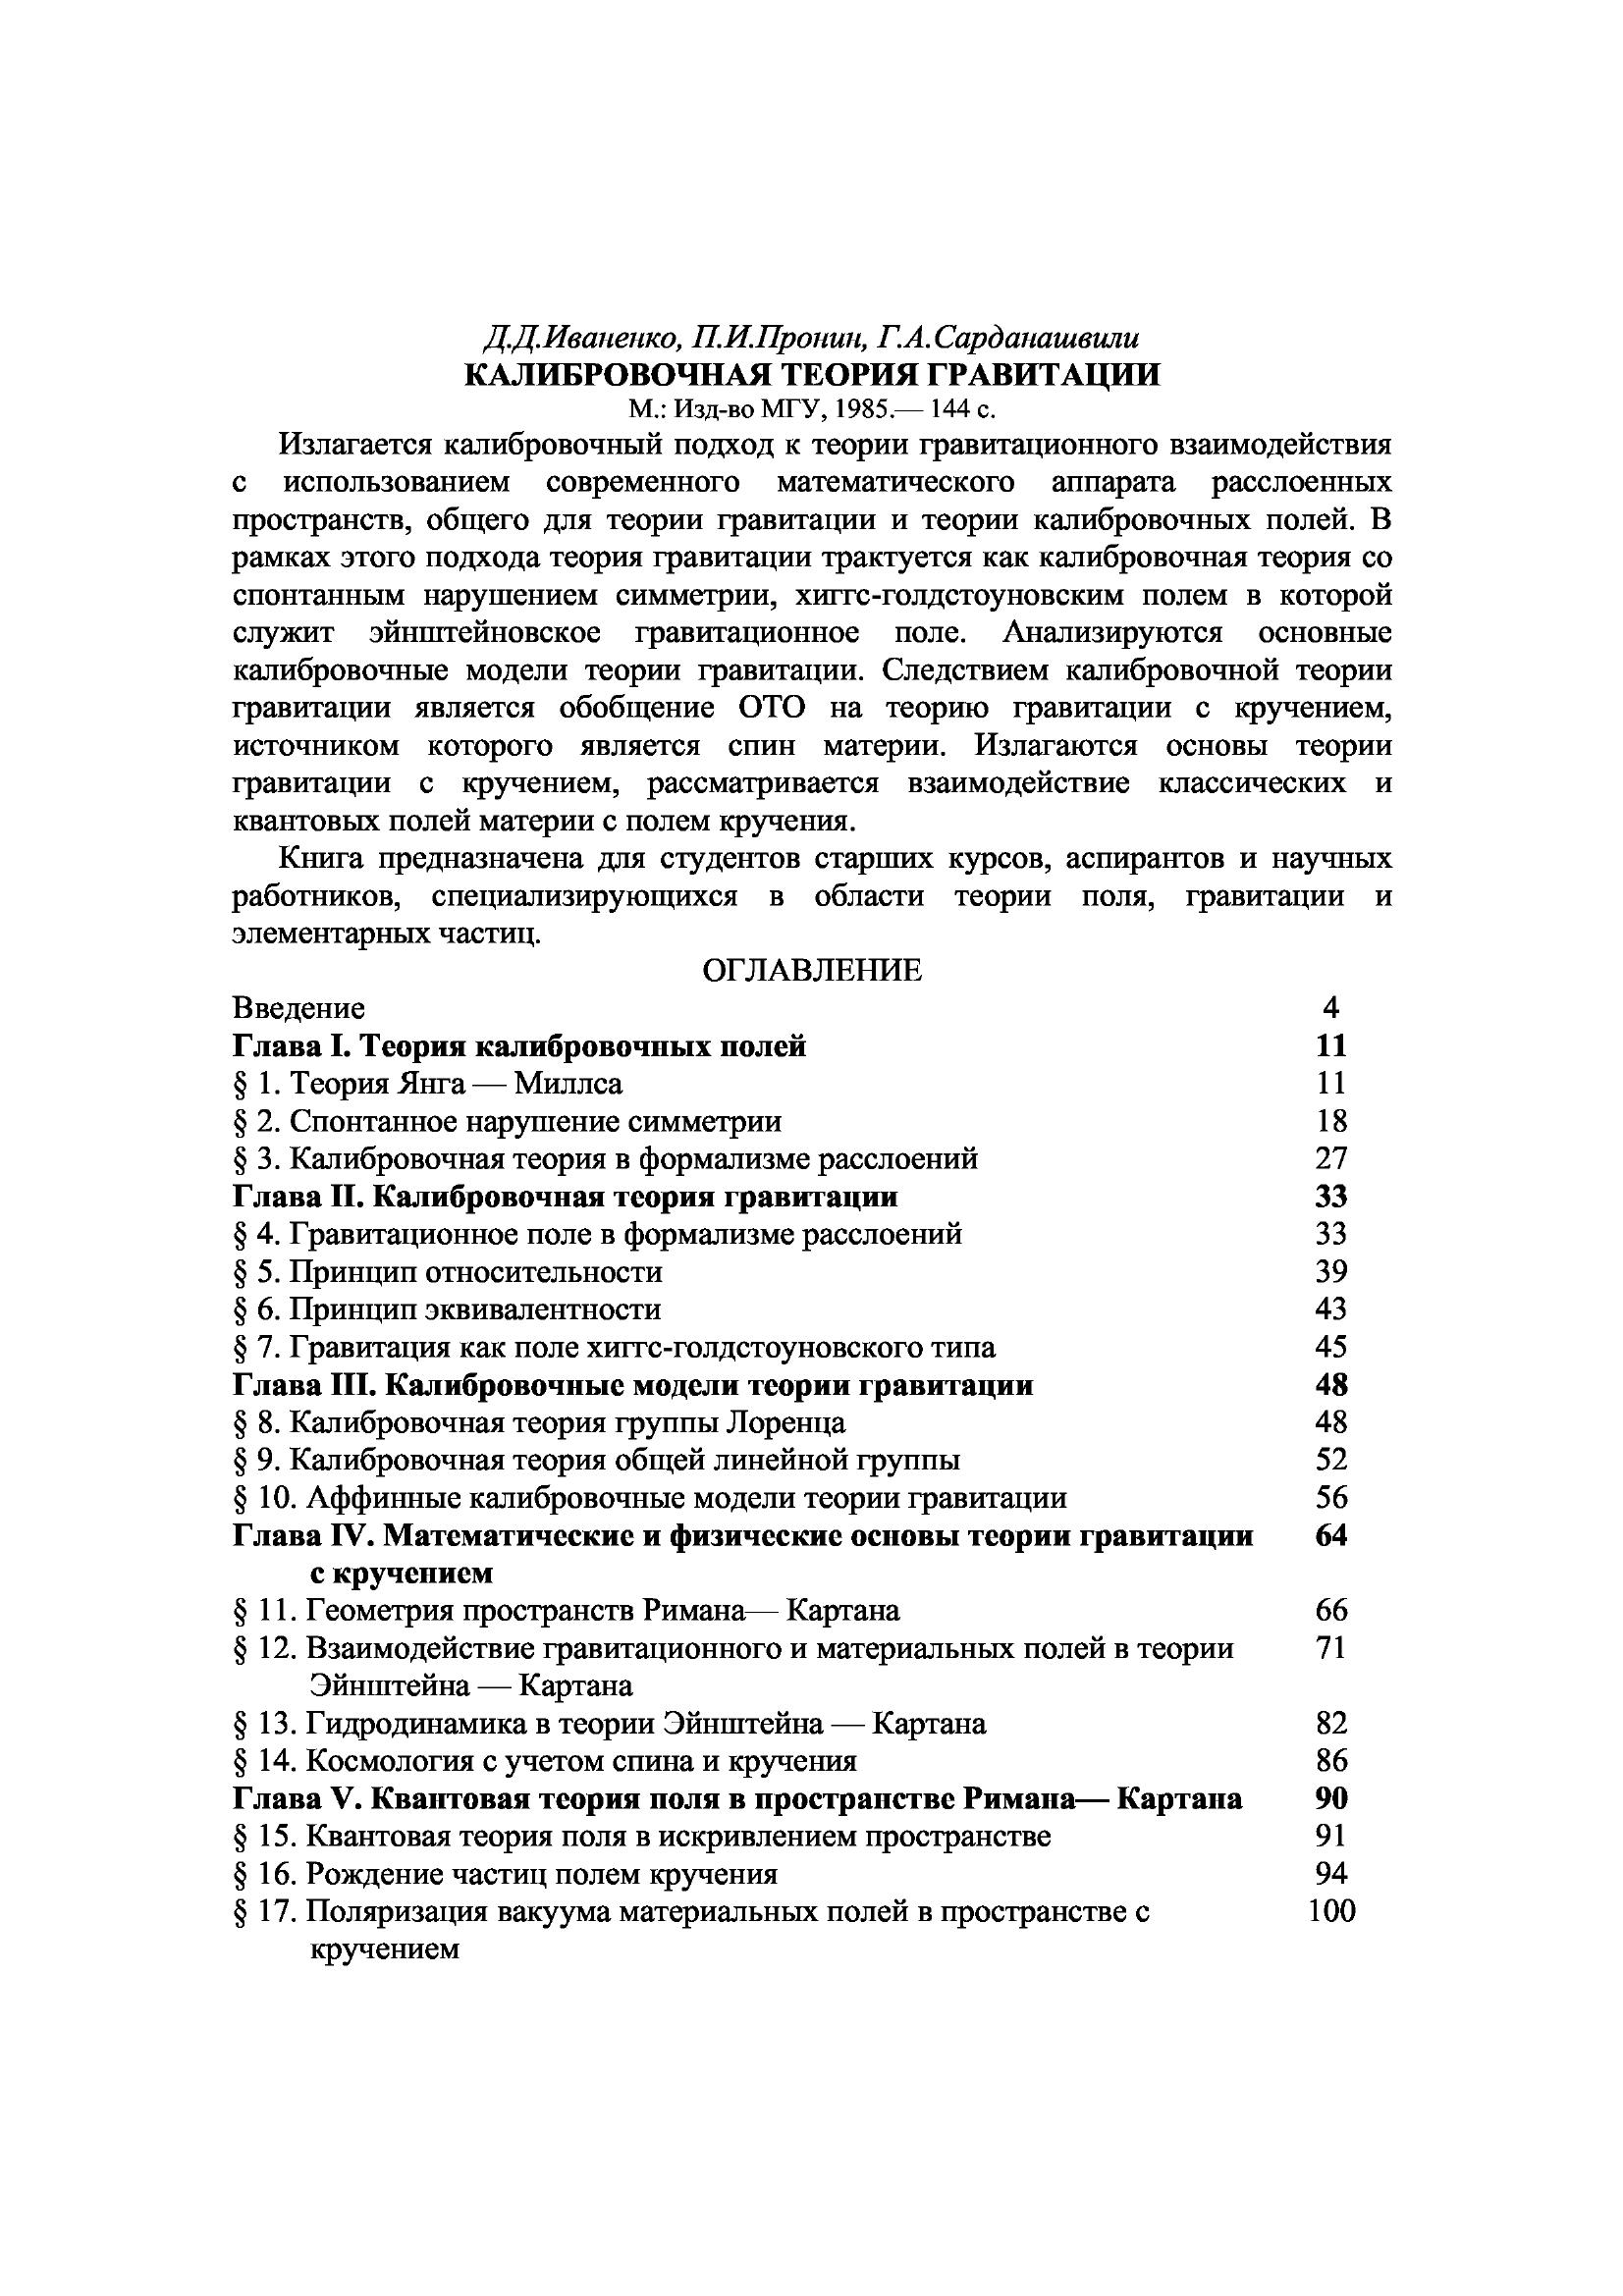 Д.Д.Иваненко, П.И.Пронин, Г.А.Сарданашвили
КАЛИБРОВОЧНАЯ ТЕОРИЯ ГРАВИТАЦИИ
М.: Изд-во МГУ, 1985.— 144 с.
Излагается калибровочный подход к теории гравитационного взаимодействия
с использованием современного математического аппарата расслоенных
пространств, общего для теории гравитации и теории калибровочных полей. В
рамках этого подхода теория гравитации трактуется как калибровочная теория со
спонтанным нарушением симметрии, хиггс-голдстоуновским полем в которой
служит эйнштейновское гравитационное поле. Анализируются основные
калибровочные модели теории гравитации. Следствием калибровочной теории
гравитации является обобщение ОТО на теорию гравитации с кручением,
источником которого является спин материи. Излагаются основы теории
гравитации с кручением, рассматривается взаимодействие классических и
квантовых полей материи с полем кручения.
Книга предназначена для студентов старших курсов, аспирантов и научных
работников, специализирующихся в области теории поля, гравитации и
элементарных частиц.
ОГЛАВЛЕНИЕ
Введение 4
Глава I. Теория калибровочных полей 11
§ 1. Теория Янга — Миллса 11
§ 2. Спонтанное нарушение симметрии 18
§ 3. Калибровочная теория в формализме расслоений 27
Глава II. Калибровочная теория гравитации 33
§ 4. Гравитационное поле в формализме расслоений 33
§ 5. Принцип относительности 39
§ 6. Принцип эквивалентности 43
§ 7. Гравитация как поле хиггс-голдстоуновского типа 45
Глава III. Калибровочные модели теории гравитации 48
§ 8. Калибровочная теория группы Лоренца 48
§ 9. Калибровочная теория общей линейной группы 52
§ 10. Аффинные калибровочные модели теории гравитации 56
Глава IV. Математические и физические основы теории гравитации 64
с кручением
§ 11. Геометрия пространств Римана— Картана 66
§ 12. Взаимодействие гравитационного и материальных полей в теории 71
Эйнштейна — Картана
§ 13. Гидродинамика в теории Эйнштейна — Картана 82
§ 14. Космология с учетом спина и кручения 86
Глава V. Квантовая теория поля в пространстве Римана— Картана 90
§ 15. Квантовая теория поля в искривлением пространстве 91
§ 16. Рождение частиц полем кручения 94
§ 17. Поляризация вакуума материальных полей в пространстве с 100
кручением